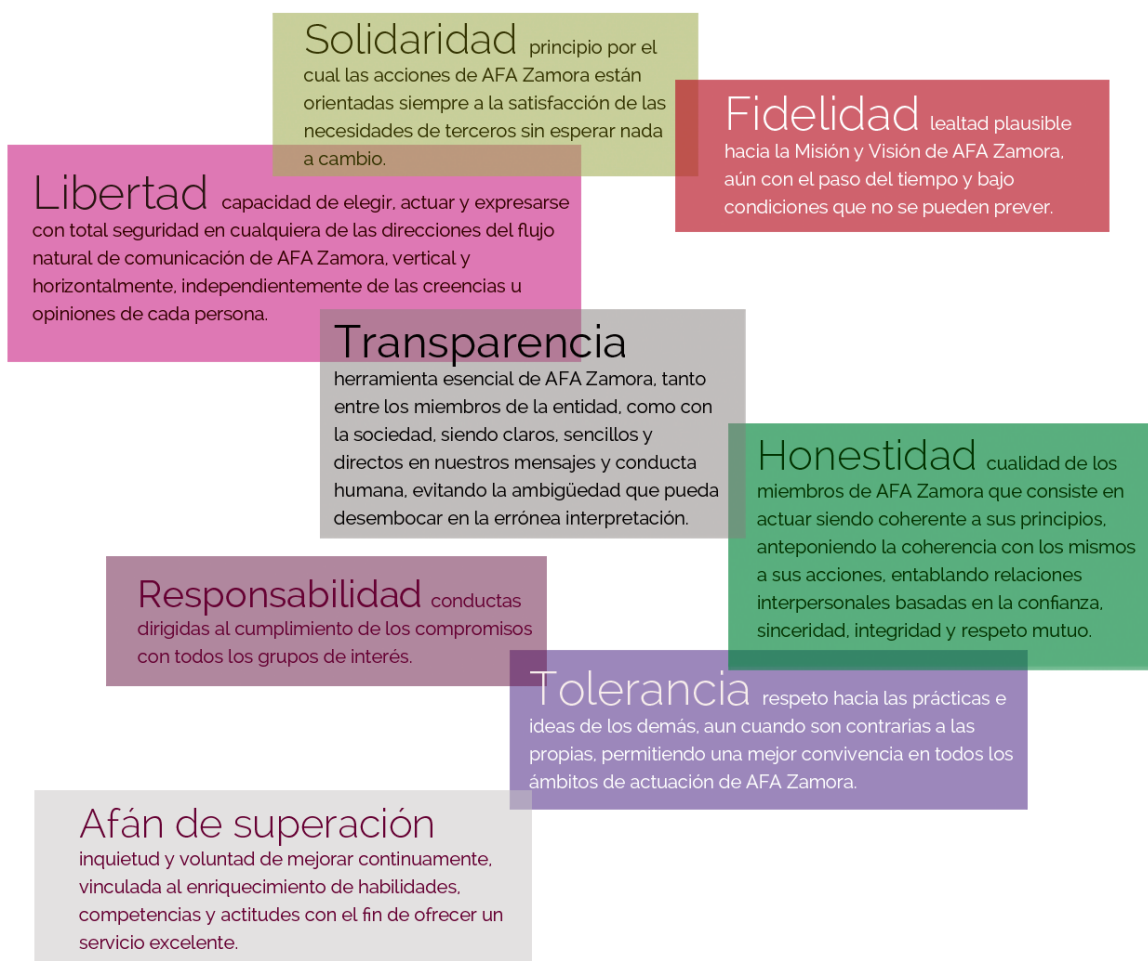 Solidaridad principio por el
cual las acciones de AFA Zamora están
orientadas siempre a la satisfacción de las
necesidades de terceros sin esperar nada
a cambio.
Fidelidad lealtad plausible
hacia la Misión y Visión de AFA Zamora,
aún con el paso del tiempo y bajo
condiciones que no se pueden prever.
Libertad capacidad de elegir, actuar y expresarse
con total seguridad en cualquiera de las direcciones del flujo
natural de comunicación de AFA Zamora, vertical y
horizontalmente, independientemente de las creencias u
opiniones de cada persona.
Transparencia
herramienta esencial de AFA Zamora, tanto
entre los miembros de la entidad, como con
la sociedad, siendo claros, sencillos y
directos en nuestros mensajes y conducta
humana, evitando la ambigüedad que pueda
desembocar en la errónea interpretación.
Honestidad cualidad de los
miembros de AFA Zamora que consiste en
actuar siendo coherente a sus principios,
anteponiendo la coherencia con los mismos
a sus acciones, entablando relaciones
interpersonales basadas en la confianza,
sinceridad, integridad y respeto mutuo.
Responsabilidad conductas
dirigidas al cumplimiento de los compromisos
con todos los grupos de interés.
Tolerancia respeto hacia las prácticas e
ideas de los demás, aun cuando son contrarias a las
propias, permitiendo una mejor convivencia en todos los
ámbitos de actuación de AFA Zamora.
Afán de superación
inquietud y voluntad de mejorar continuamente,
vinculada al enriquecimiento de habilidades,
competencias y actitudes con el fin de ofrecer un
servicio excelente.